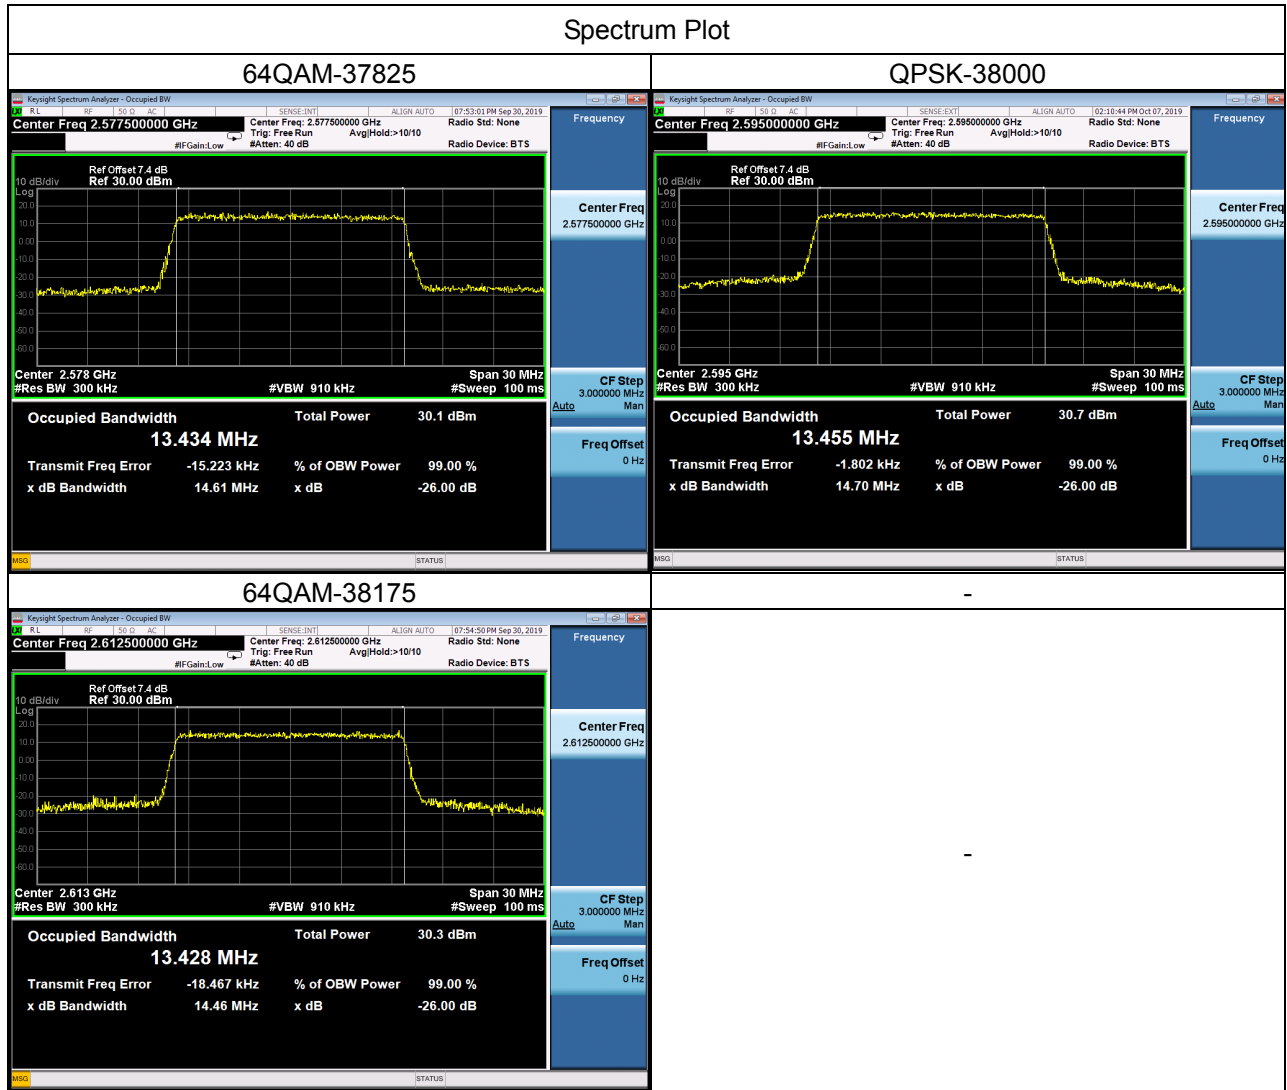 Spectrum Plot
64QAM-37825
QPSK-38000
Keysight Spectrum Analyzer - Occupied BW
RL RF 50 Ω AC SENSE:INT ALIGN AUTO 07:53:01 PM Sep 30, 2019
Center Freq 2.577500000 GHz
Center Freq: 2.577500000 GHz
Radio Std: None
Trig: Free Run Avg|Hold:>10/10
#IFGain:Low #Atten: 40 dB Radio Device: BTS
Frequency
Ref Offset 7.4 dB
10 dB/div Ref 30.00 dBm
Log
20.0
10.0
0.00
-10.0
-20.0
-30.0
-40.0
-50.0
-60.0
Center 2.578 GHz Span 30 MHz
#Res BW 300 kHz #VBW 910 kHz #Sweep 100 ms
Occupied Bandwidth Total Power 30.1 dBm
13.434 MHz
Transmit Freq Error -15.223 kHz % of OBW Power 99.00 %
x dB Bandwidth 14.61 MHz x dB -26.00 dB
Center Freq
2.577500000 GHz
CF Step
3.000000 MHz
Auto Man
Freq Offset
0 Hz
MSG STATUS
Keysight Spectrum Analyzer - Occupied BW
RL RF 50 Ω AC SENSE:EXT ALIGN AUTO 02:10:44 PM Oct 07, 2019
Center Freq 2.595000000 GHz
Center Freq: 2.595000000 GHz
Radio Std: None
Trig: Free Run Avg|Hold:>10/10
#IFGain:Low #Atten: 40 dB Radio Device: BTS
Frequency
Ref Offset 7.4 dB
10 dB/div Ref 30.00 dBm
Log
20.0
10.0
0.00
-10.0
-20.0
-30.0
-40.0
-50.0
-60.0
Center 2.595 GHz Span 30 MHz
#Res BW 300 kHz #VBW 910 kHz #Sweep 100 ms
Occupied Bandwidth Total Power 30.7 dBm
13.455 MHz
Transmit Freq Error -1.802 kHz % of OBW Power 99.00 %
x dB Bandwidth 14.70 MHz x dB -26.00 dB
Center Freq
2.595000000 GHz
CF Step
3.000000 MHz
Auto Man
Freq Offset
0 Hz
MSG STATUS
64QAM-38175
-
Keysight Spectrum Analyzer - Occupied BW
RL RF 50 Ω AC SENSE:INT ALIGN AUTO 07:54:50 PM Sep 30, 2019
Center Freq 2.612500000 GHz
Center Freq: 2.612500000 GHz
Radio Std: None
Trig: Free Run Avg|Hold:>10/10
#IFGain:Low #Atten: 40 dB Radio Device: BTS
Frequency
Ref Offset 7.4 dB
10 dB/div Ref 30.00 dBm
Log
20.0
10.0
0.00
-10.0
-20.0
-30.0
-40.0
-50.0
-60.0
Center 2.613 GHz Span 30 MHz
#Res BW 300 kHz #VBW 910 kHz #Sweep 100 ms
Occupied Bandwidth Total Power 30.3 dBm
13.428 MHz
Transmit Freq Error -18.467 kHz % of OBW Power 99.00 %
x dB Bandwidth 14.46 MHz x dB -26.00 dB
Center Freq
2.612500000 GHz
CF Step
3.000000 MHz
Auto Man
Freq Offset
0 Hz
MSG STATUS
-